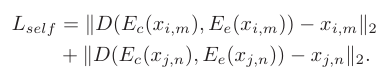 L_{self} = ‖D(E_c(x_{i,m}), E_e(x_{i,m})) − x_{i,m}‖_2
+ ‖D(E_c(x_{j,n}), E_e(x_{j,n})) − x_{j,n}‖_2.